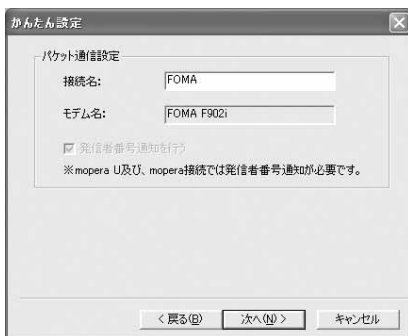 かんたん設定
パケット通信設定
接続名:
FOMA
モデム名:
FOMA F902i
発信者番号通知を行う
※mopera U及び、mopera接続では発信者番号通知が必要です。
< 戻る(B)
次へ(N) >
キャンセル